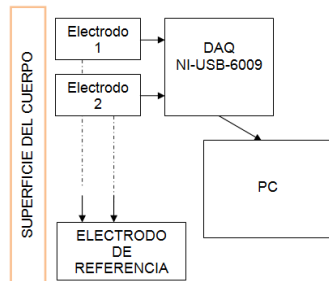 SUPERFICIE DEL CUERPO
Electrodo
1
DAQ
NI-USB-6009
Electrodo
2
PC
ELECTRODO
DE
REFERENCIA